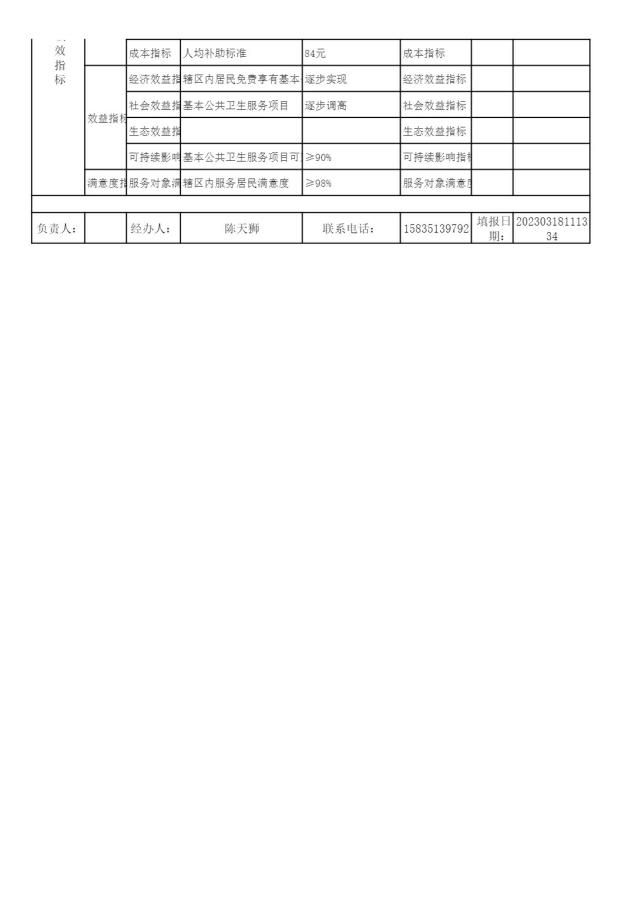 效
指
标
成本指标 人均补助标准 84元 成本指标
效益指标 经济效益指 辖区内居民免费享有基本 逐步实现 经济效益指标
社会效益指 基本公共卫生服务项目 逐步调高 社会效益指标
生态效益指 生态效益指标
可持续影响 基本公共卫生服务项目可 ≥90% 可持续影响指标
满意度指 服务对象满 辖区内服务居民满意度 ≥98% 服务对象满意度
负责人: 经办人: 陈天狮 联系电话: 15835139792 填报日期: 20230318111334